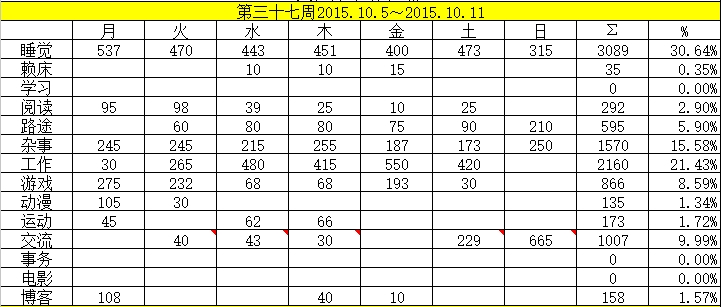 第三十七周2015.10.5～2015.10.11
月 火 水 木 金 土 日 Σ %
睡觉 537 470 443 451 400 473 315 3089 30.64%
赖床 10 10 15 35 0.35%
学习 0 0.00%
阅读 95 98 39 25 10 25 292 2.90%
路途 60 80 80 75 90 210 595 5.90%
杂事 245 245 215 255 187 173 250 1570 15.58%
工作 30 265 480 415 550 420 2160 21.43%
游戏 275 232 68 68 193 30 866 8.59%
动漫 105 30 135 1.34%
运动 45 62 66 173 1.72%
交流 40 43 30 229 665 1007 9.99%
事务 0 0.00%
电影 0 0.00%
博客 108 40 10 158 1.57%